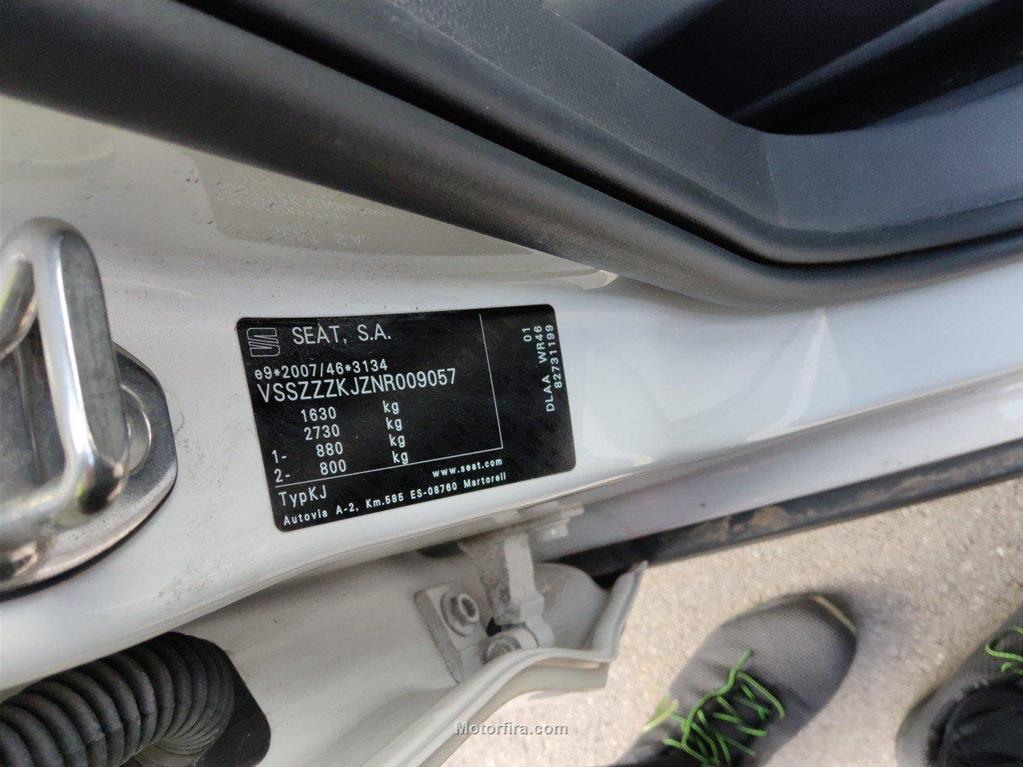 SEAT, S.A.
e9*2007/46*3134
VSSZZZKJZNR009057
1630 kg
2730 kg
1- 880 kg
2- 800 kg
TypKJ
www.seat.com
Autovia A-2, Km.585 ES-08760 Martorell
01
DLAA WR46
82731199
Motorfira.com